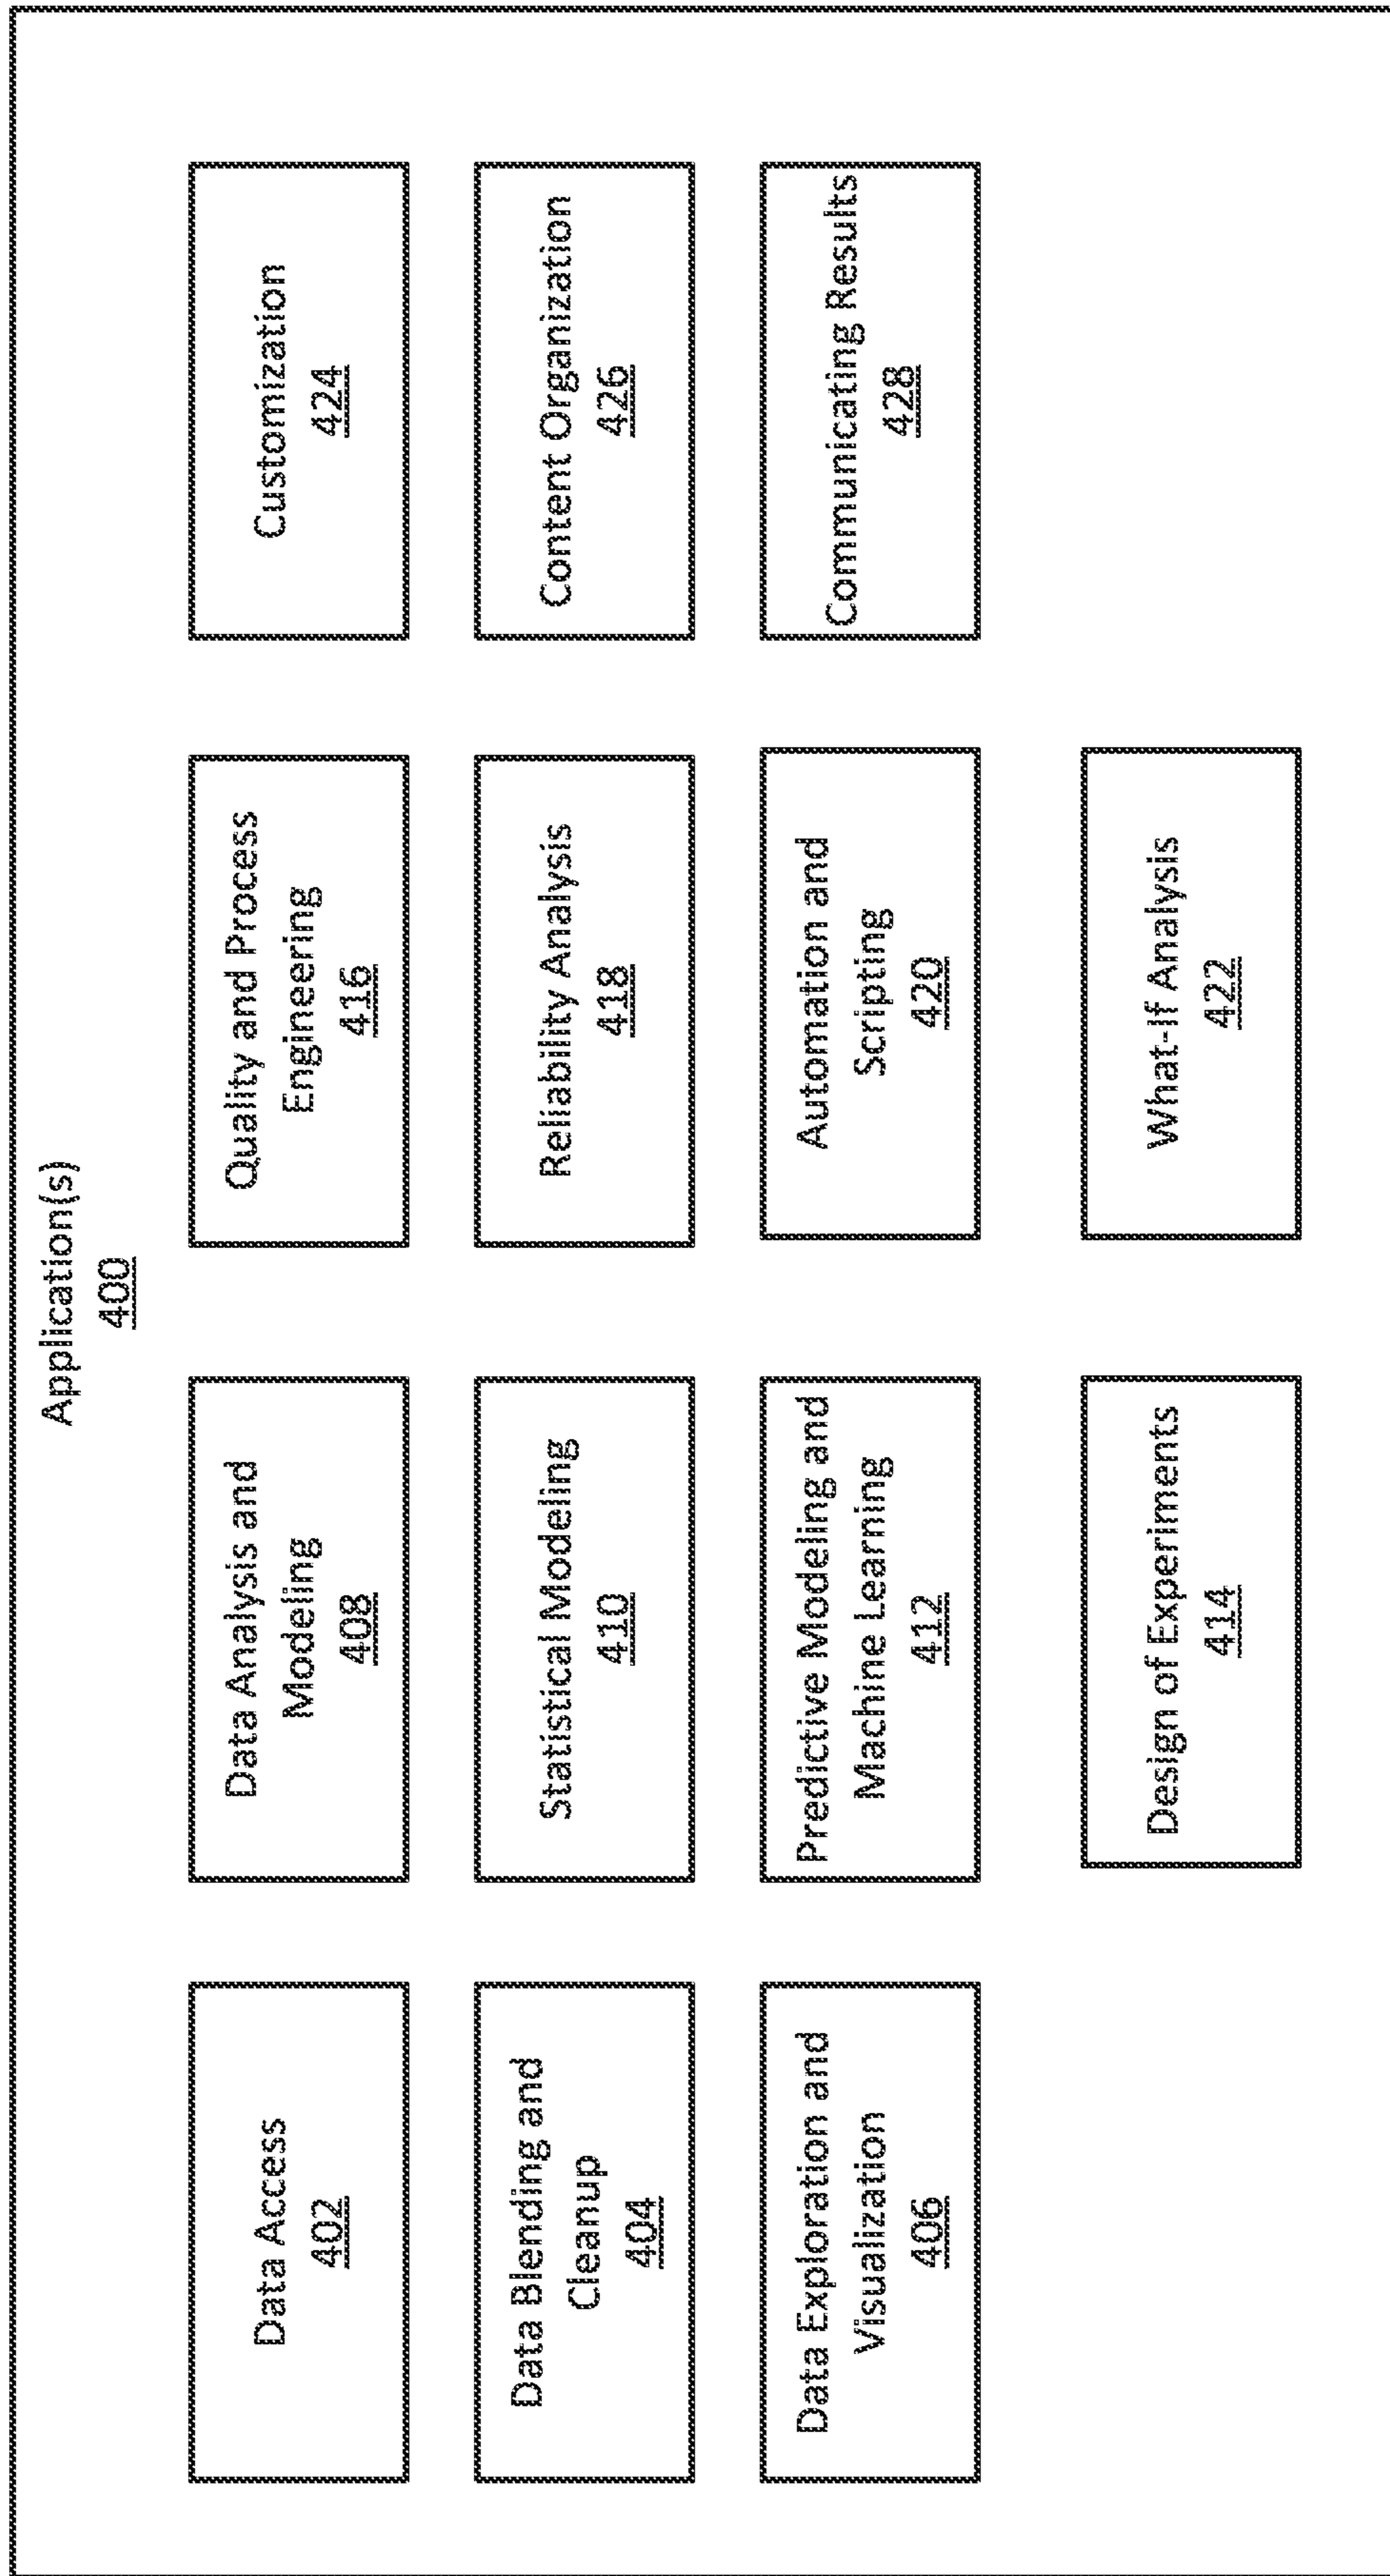 Application(s)
400
Data Access
402
Data Blending and
Cleanup
404
Data Exploration and
Visualization
406
Data Analysis and
Modeling
408
Statistical Modeling
410
Predictive Modeling and
Machine Learning
412
Design of Experiments
414
Quality and Process
Engineering
416
Reliability Analysis
418
Automation and
Scripting
420
What-If Analysis
422
Customization
424
Content Organization
426
Communicating Results
428